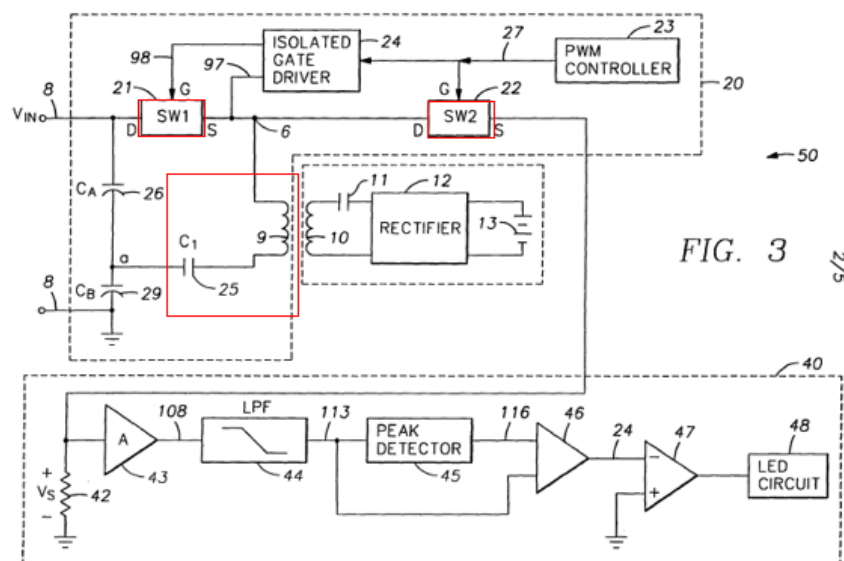 98
ISOLATED
GATE
DRIVER
24
27
23
PWM
CONTROLLER
97
20
8
21
G
G
22
VIN
D
SW1
S
6
D
SW2
S
50
CA
26
11
12
C1
9
10
RECTIFIER
13
FIG. 3
2/5
a
25
8
CB
29
40
108
LPF
113
116
46
A
PEAK
DETECTOR
24
47
48
43
44
45
LED
CIRCUIT
+
VS
42
-
-
+